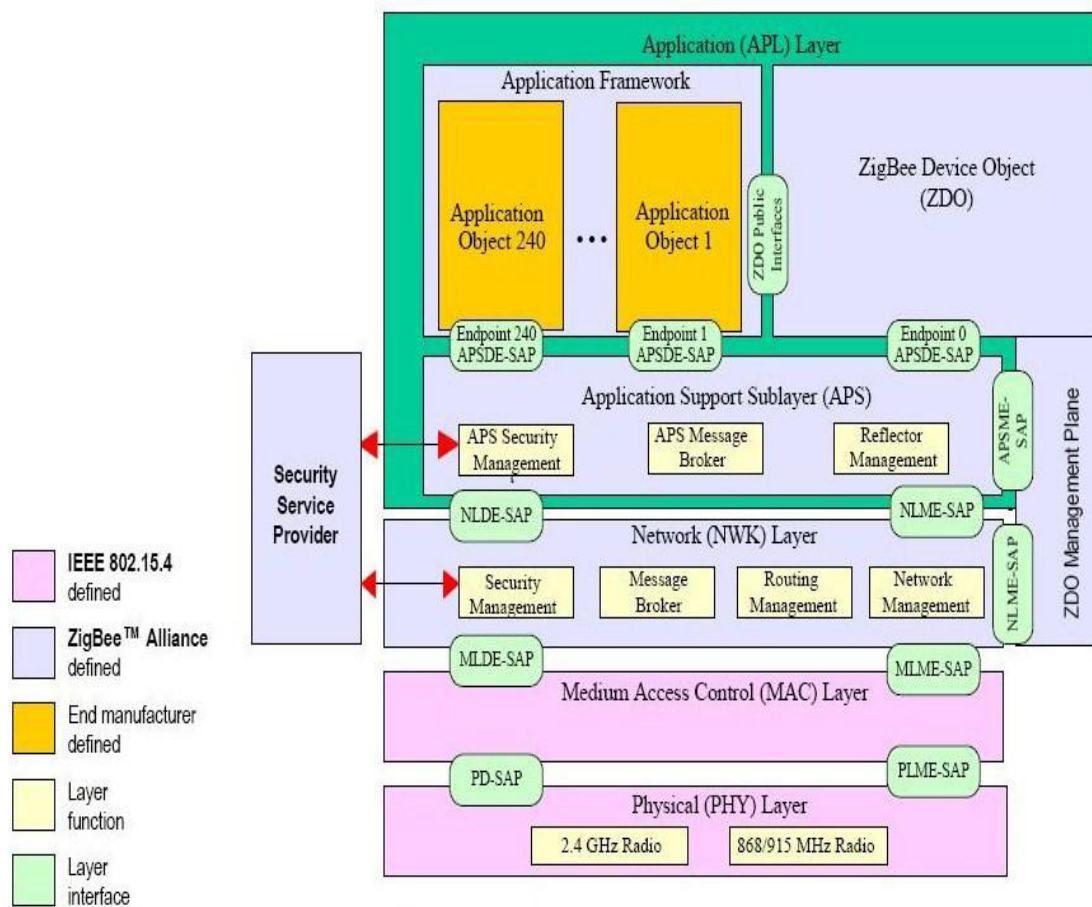 Application (APL) Layer
Application Framework
Application
Object 240
...
Application
Object 1
ZDO Public
Interfaces
ZigBee Device Object
(ZDO)
Endpoint 240
APSDE-SAP
Endpoint 1
APSDE-SAP
Endpoint 0
APSDE-SAP
Application Support Sublayer (APS)
APS Security
Management
APS Message
Broker
Reflector
Management
APSME-
SAP
ZDO Management Plane
Security
Service
Provider
NLDE-SAP
NLME-SAP
Network (NWK) Layer
Security
Management
Message
Broker
Routing
Management
Network
Management
NLME-SAP
MLDE-SAP
MLME-SAP
Medium Access Control (MAC) Layer
PD-SAP
PLME-SAP
Physical (PHY) Layer
2.4 GHz Radio
868/915 MHz Radio
IEEE 802.15.4
defined
ZigBee™ Alliance
defined
End manufacturer
defined
Layer
function
Layer
interface